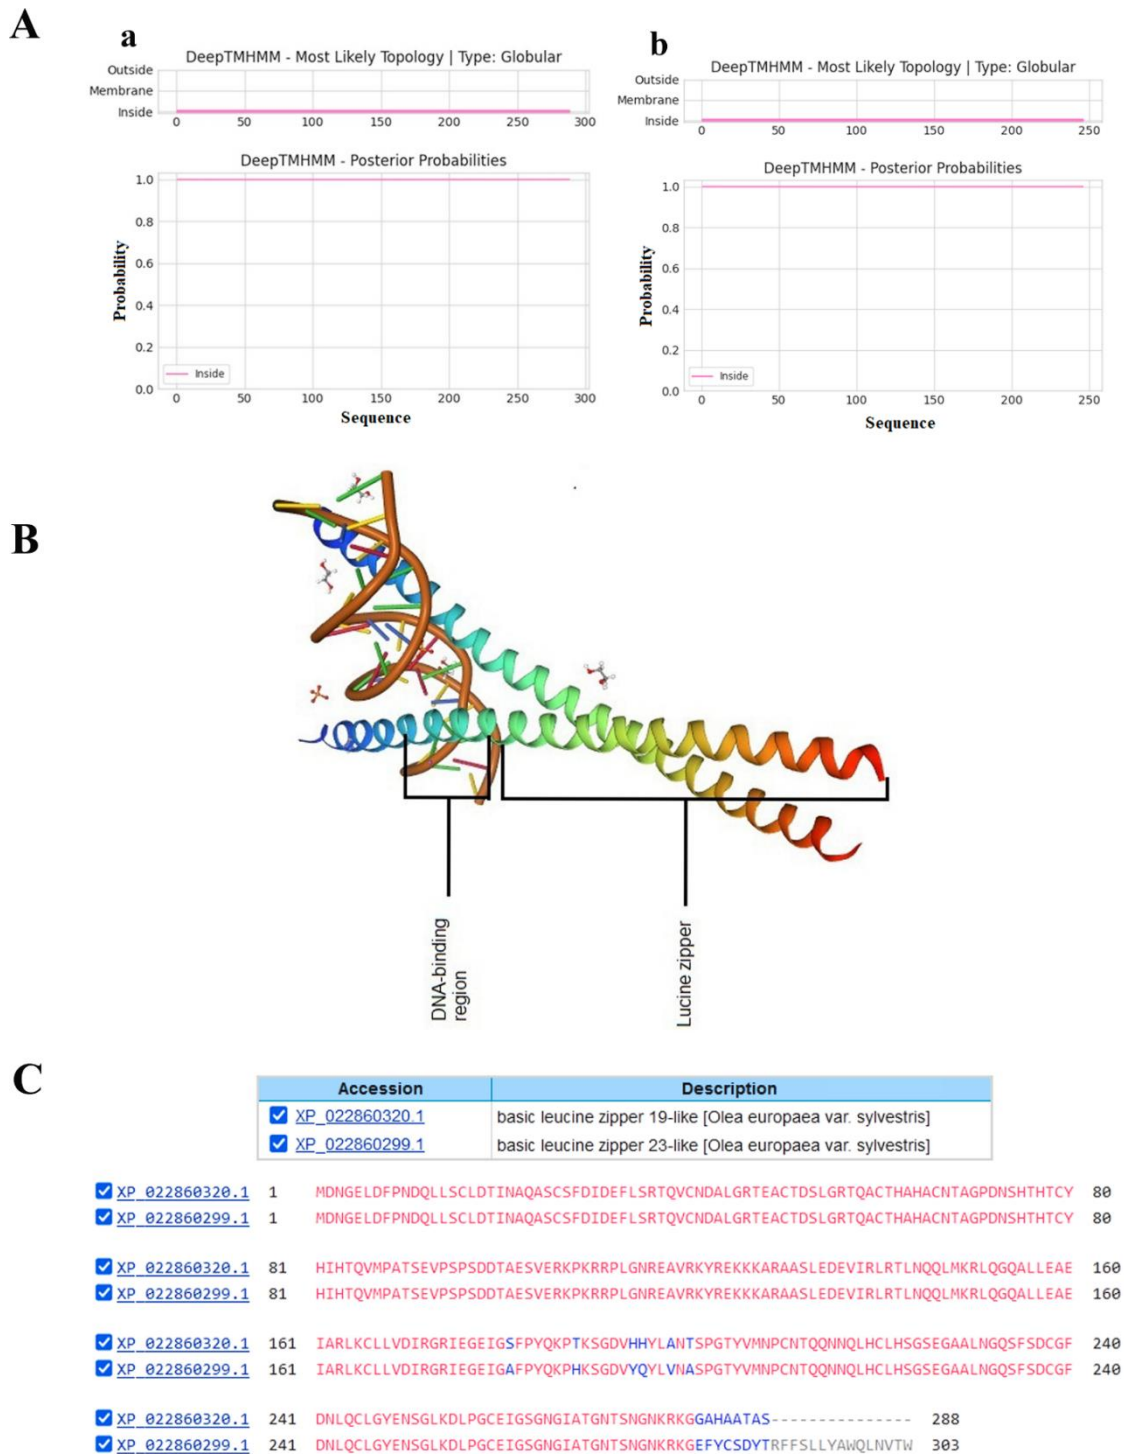 A
a
DeepTMHMM - Most Likely Topology | Type: Globular
Outside
Membrane
Inside
0 50 100 150 200 250 300
DeepTMHMM - Posterior Probabilities
1.0
0.8
0.6
0.4
0.2
0.0
Probability
Inside
0 50 100 150 200 250 300
Sequence
b
DeepTMHMM - Most Likely Topology | Type: Globular
Outside
Membrane
Inside
0 50 100 150 200 250
DeepTMHMM - Posterior Probabilities
1.0
0.8
0.6
0.4
0.2
0.0
Probability
Inside
0 50 100 150 200 250
Sequence
B
DNA-binding
region
Lucine zipper
C
Accession Description
XP_022860320.1 basic leucine zipper 19-like [Olea europaea var. sylvestris]
XP_022860299.1 basic leucine zipper 23-like [Olea europaea var. sylvestris]
XP_022860320.1 1 MDNGELDFPNDQLLSCLDTINAQASCSFDIDEFLSRTQVCNDALGRTEACTDSLGRTQACTHAHACNTAGPDNSHTHTCY 80
XP_022860299.1 1 MDNGELDFPNDQLLSCLDTINAQASCSFDIDEFLSRTQVCNDALGRTEACTDSLGRTQACTHAHACNTAGPDNSHTHTCY 80
XP_022860320.1 81 HIHTQVMPATSEVPSPSDDTAESVERKPKRRPLGNREAVRKYREKKKARAASLEDEVIRLRTLNQQLMKRLQGQALLEAE 160
XP_022860299.1 81 HIHTQVMPATSEVPSPSDDTAESVERKPKRRPLGNREAVRKYREKKKARAASLEDEVIRLRTLNQQLMKRLQGQALLEAE 160
XP_022860320.1 161 IARLKCLLVDIRGRIEGEIGSFPYQKPTKSGDVHHYLANTSPGTYVMNPCNTQQNNQLHCLHSGSEGAALNGQSFSDCGF 240
XP_022860299.1 161 IARLKCLLVDIRGRIEGEIGAFPYQKPHKSGDVYQYLVNASPGTYVMNPCNTQQNNQLHCLHSGSEGAALNGQSFSDCGF 240
XP_022860320.1 241 DNLQCLGYENSGLKDLPGCEIGSGNGIATGNTSNGNKRKGGAHAATAS--------------- 288
XP_022860299.1 241 DNLQCLGYENSGLKDLPGCEIGSGNGIATGNTSNGNKRKGEFYCSDYTRFFSLLYAWQLNVTW 303